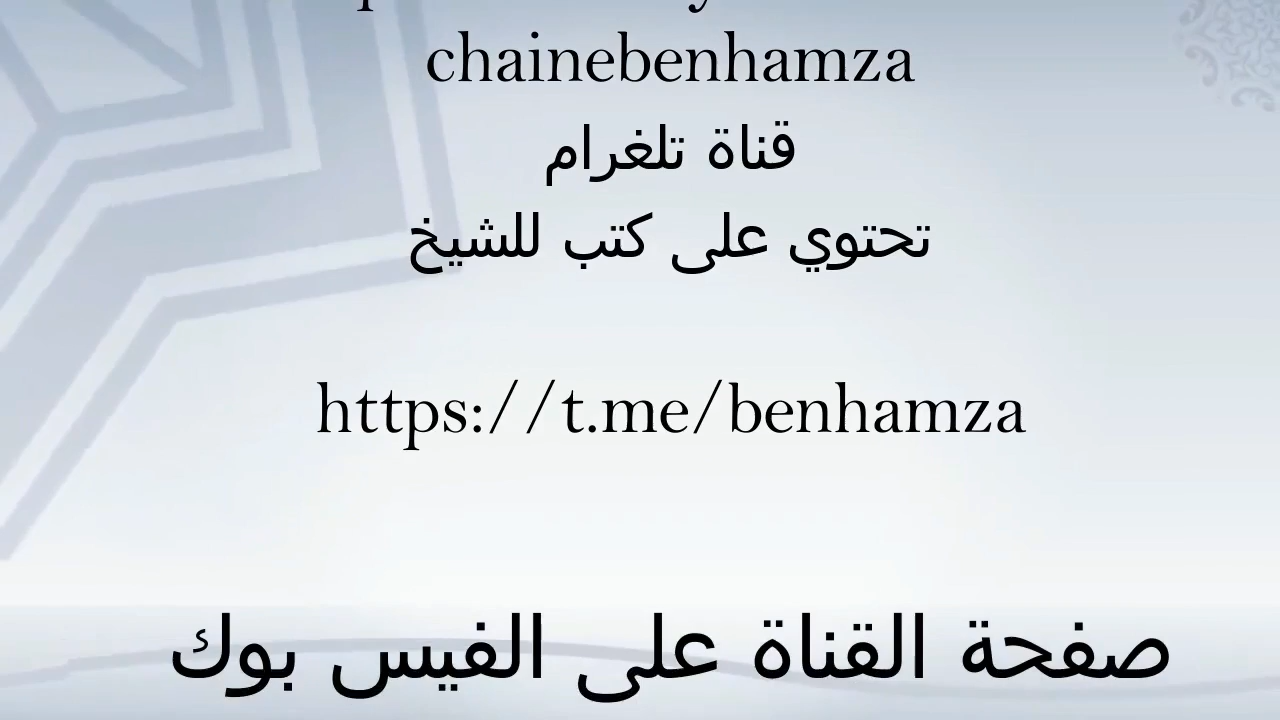 chainebenhamza
قناة تلغرام
تحتوي على كتب للشيخ
https://t.me/benhamza
صفحة القناة على الفيس بوك